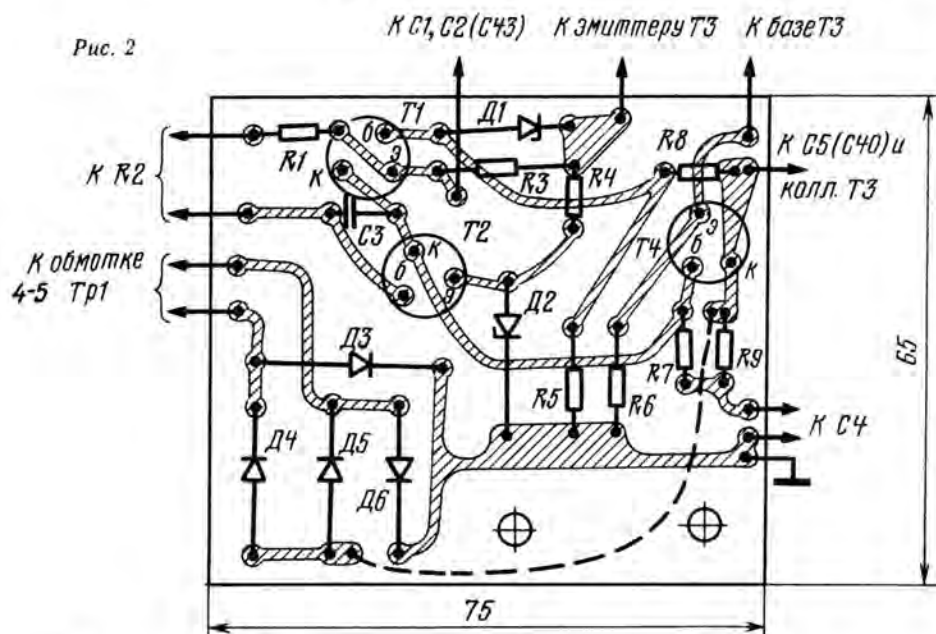 Рис. 2
К С1, С2 (С43)
К эмиттеру Т3
К базе Т3
К R2
К обмотке
4-5 Тр1
К С5 (С40) и
колл. Т3
К С4
R1
Т1
б
Э
К
Д1
R3
R4
R8
С3
Т2
К
б
Т4
Э
б
К
Д2
Д3
Д4
Д5
Д6
R5
R6
R7
R9
65
75